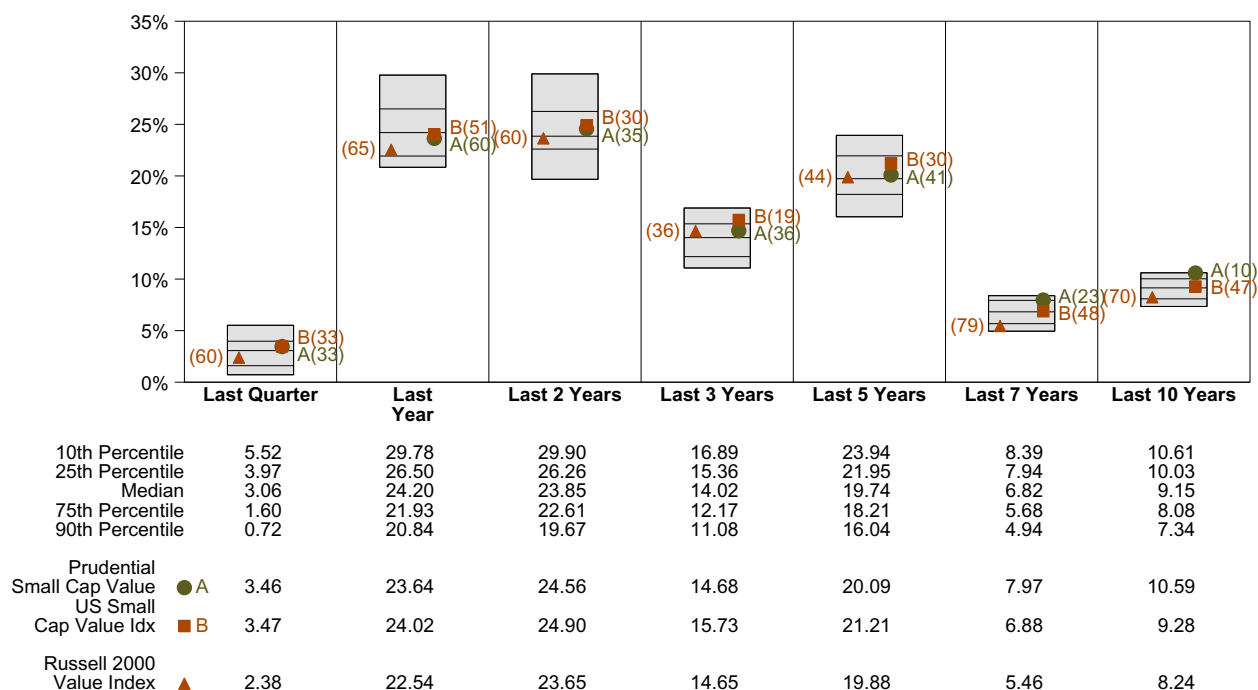 35%
30%
25%
20%
15%
10%
5%
0%
(60)
B(33)
A(33)
(65)
B(51)
A(60)
(60)
B(30)
A(35)
(36)
B(19)
A(36)
(44)
B(30)
A(41)
(79)
A(23)
B(48)
(70)
A(10)
B(47)
Last Quarter Last Year Last 2 Years Last 3 Years Last 5 Years Last 7 Years Last 10 Years
10th Percentile 5.52 29.78 29.90 16.89 23.94 8.39 10.61
25th Percentile 3.97 26.50 26.26 15.36 21.95 7.94 10.03
Median 3.06 24.20 23.85 14.02 19.74 6.82 9.15
75th Percentile 1.60 21.93 22.61 12.17 18.21 5.68 8.08
90th Percentile 0.72 20.84 19.67 11.08 16.04 4.94 7.34
Prudential
Small Cap Value A 3.46 23.64 24.56 14.68 20.09 7.97 10.59
US Small
Cap Value Idx B 3.47 24.02 24.90 15.73 21.21 6.88 9.28
Russell 2000
Value Index 2.38 22.54 23.65 14.65 19.88 5.46 8.24